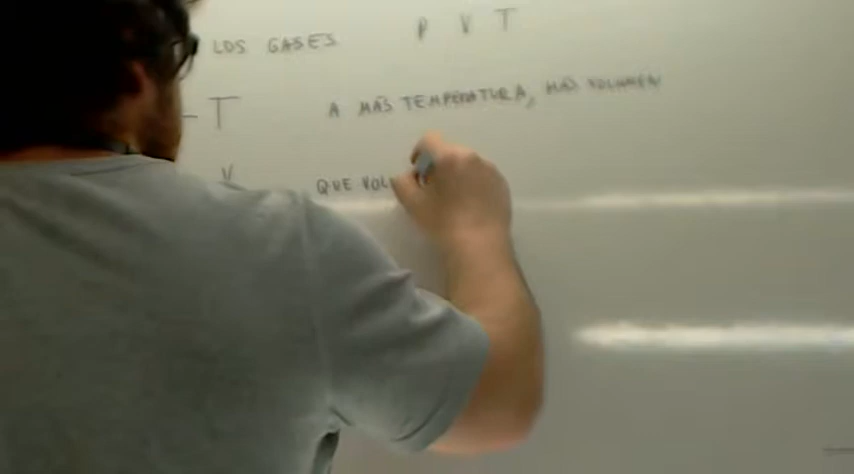 LOS GASES P V T
T A MÁS TEMPERATURA, MÁS VOLUMEN
V QUE VOL